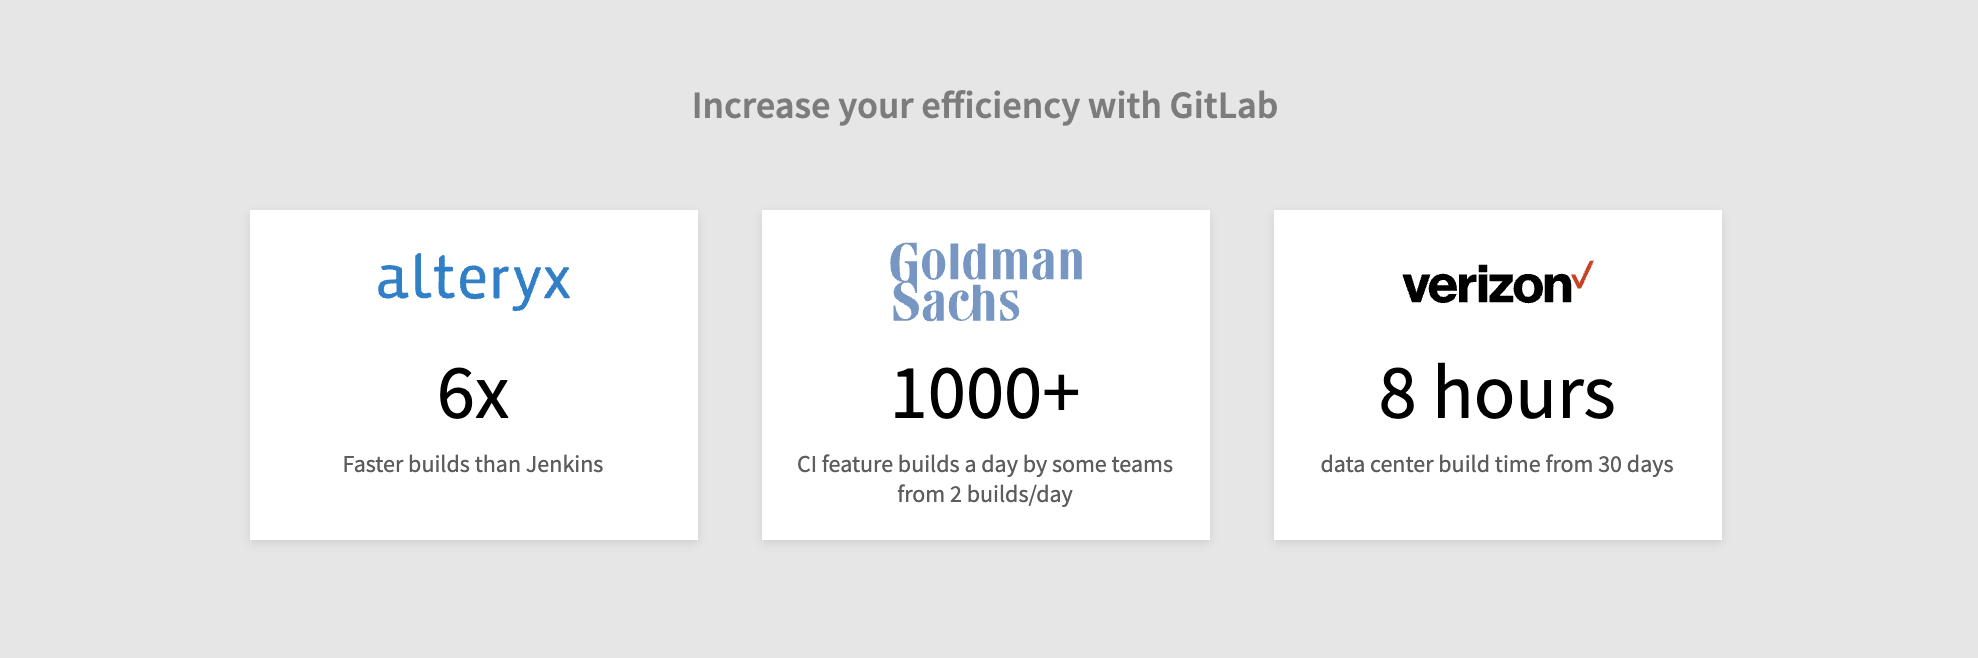 Increase your efficiency with GitLab
alteryx
6x
Faster builds than Jenkins
Goldman
Sachs
1000+
CI feature builds a day by some teams
from 2 builds/day
verizon✓
8 hours
data center build time from 30 days